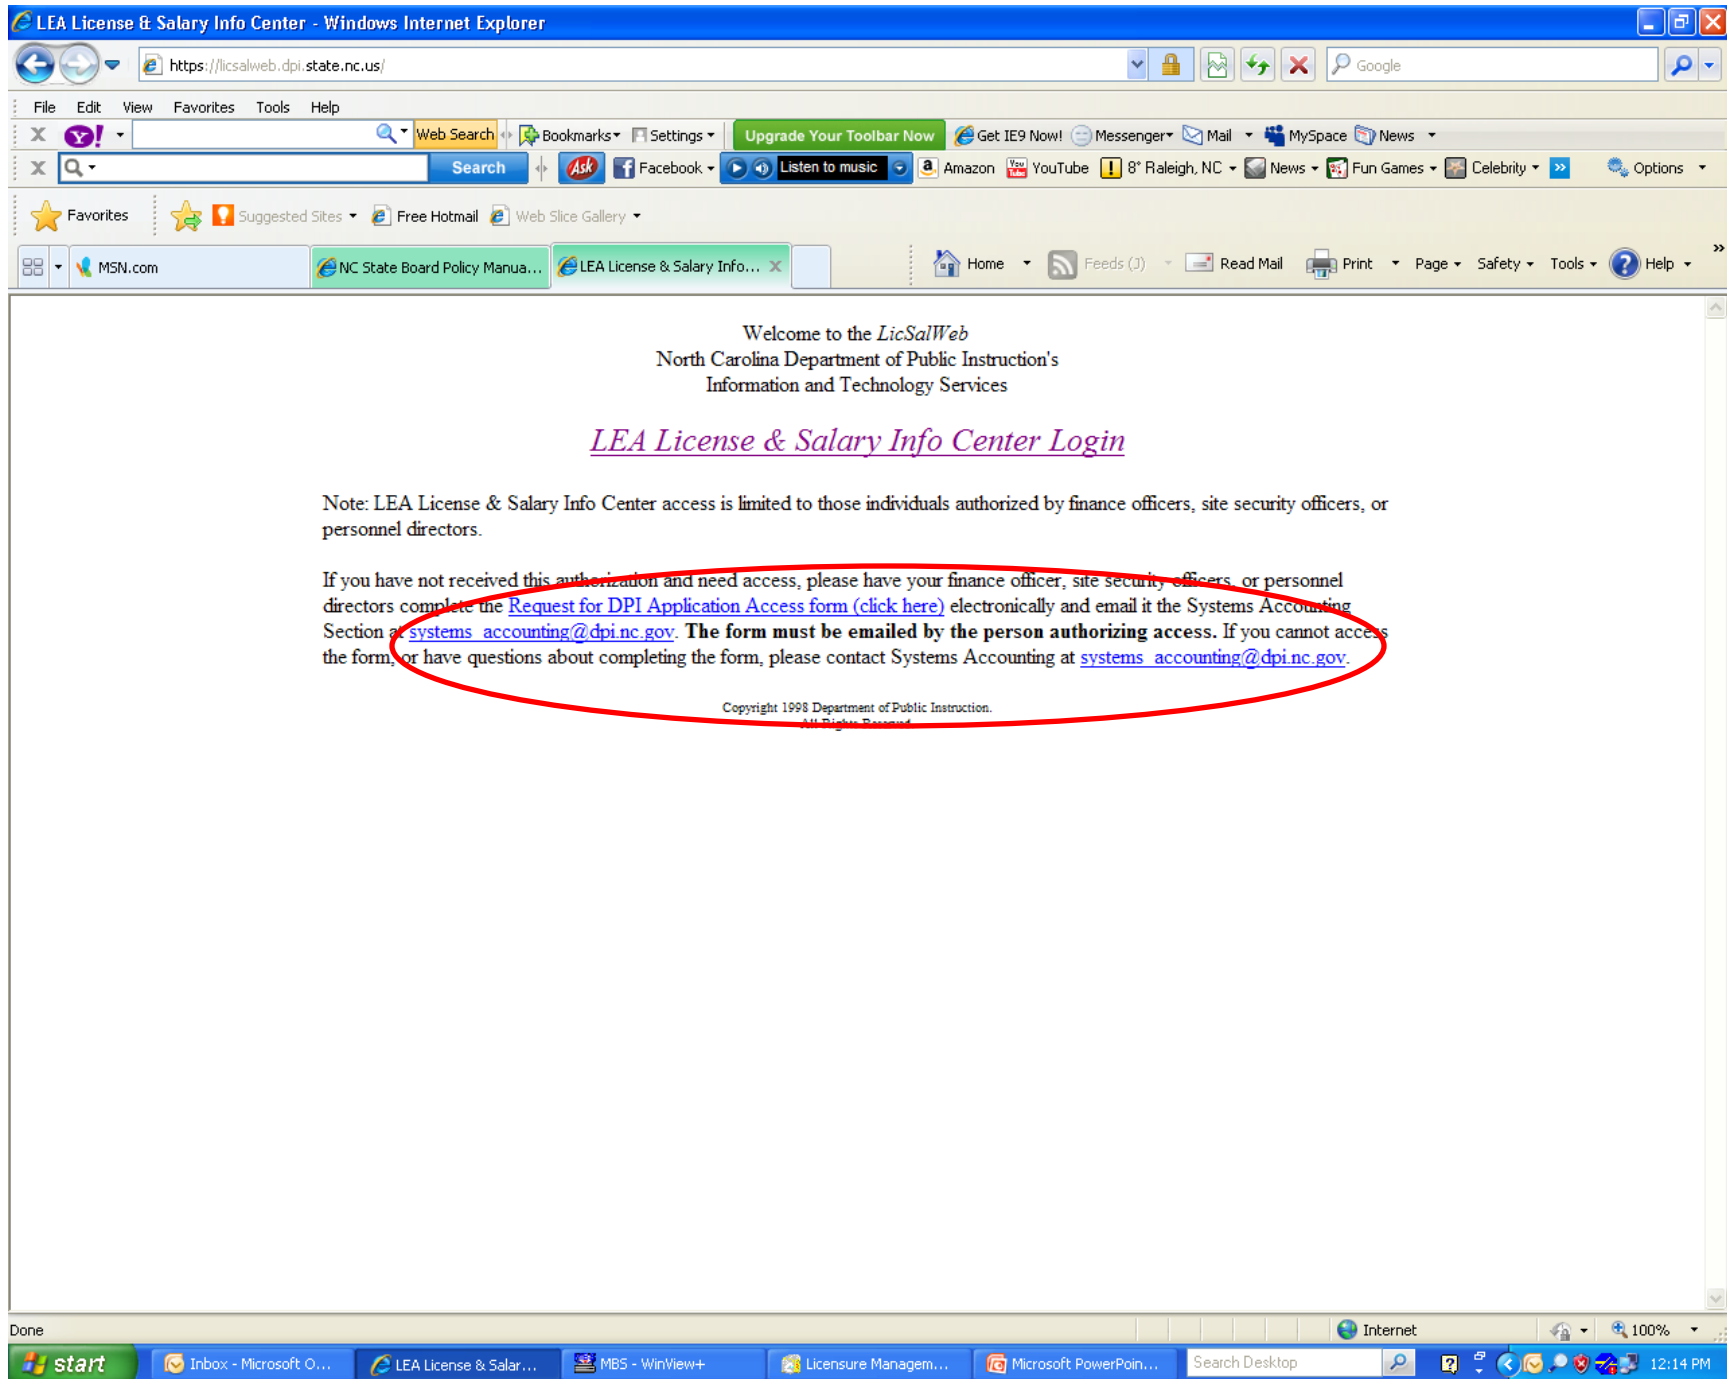 LEA License & Salary Info Center - Windows Internet Explorer
https://licsalweb.dpi.state.nc.us/
Google
File Edit View Favorites Tools Help
X Y! Web Search Bookmarks Settings Upgrade Your Toolbar Now Get IE9 Now! Messenger Mail MySpace News
X Search Ask Facebook Listen to music a Amazon You Tube YouTube 8° Raleigh, NC News Fun Games Celebrity Options
Favorites Suggested Sites Free Hotmail Web Slice Gallery
MSN.com NC State Board Policy Manua... LEA License & Salary Info... X Home Feeds (J) Read Mail Print Page Safety Tools Help
Welcome to the LicSalWeb
North Carolina Department of Public Instruction's
Information and Technology Services
LEA License & Salary Info Center Login
Note: LEA License & Salary Info Center access is limited to those individuals authorized by finance officers, site security officers, or
personnel directors.
If you have not received this authorization and need access, please have your finance officer, site security officers, or personnel
directors complete the Request for DPI Application Access form (click here) electronically and email it the Systems Accounting
Section at systems_accounting@dpi.nc.gov. The form must be emailed by the person authorizing access. If you cannot access
the form, or have questions about completing the form, please contact Systems Accounting at systems_accounting@dpi.nc.gov.
Copyright 1998 Department of Public Instruction.
All Rights Reserved
Done Internet 100%
start Inbox - Microsoft O... LEA License & Salar... MBS - WinView+ Licensure Managem... Microsoft PowerPoin... Search Desktop 12:14 PM